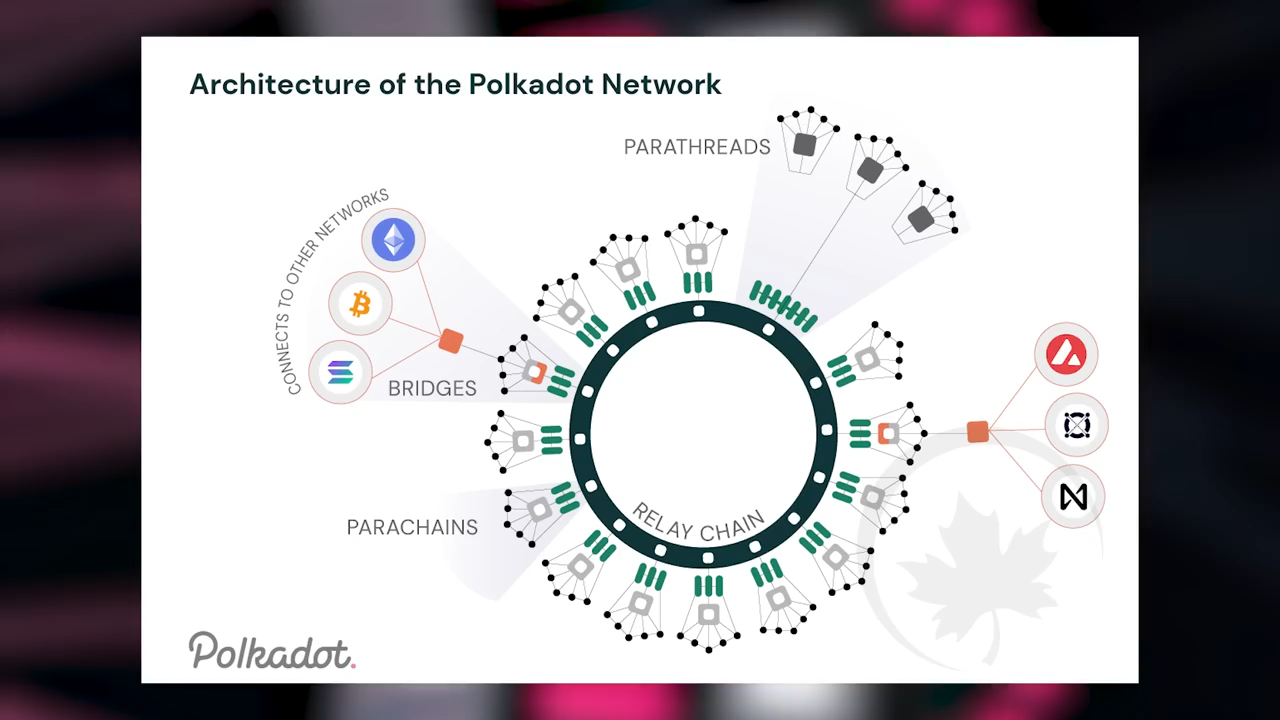 Architecture of the Polkadot Network
PARATHREADS
CONNECTS TO OTHER NETWORKS
BRIDGES
PARACHAINS
RELAY CHAIN
Polkadot.